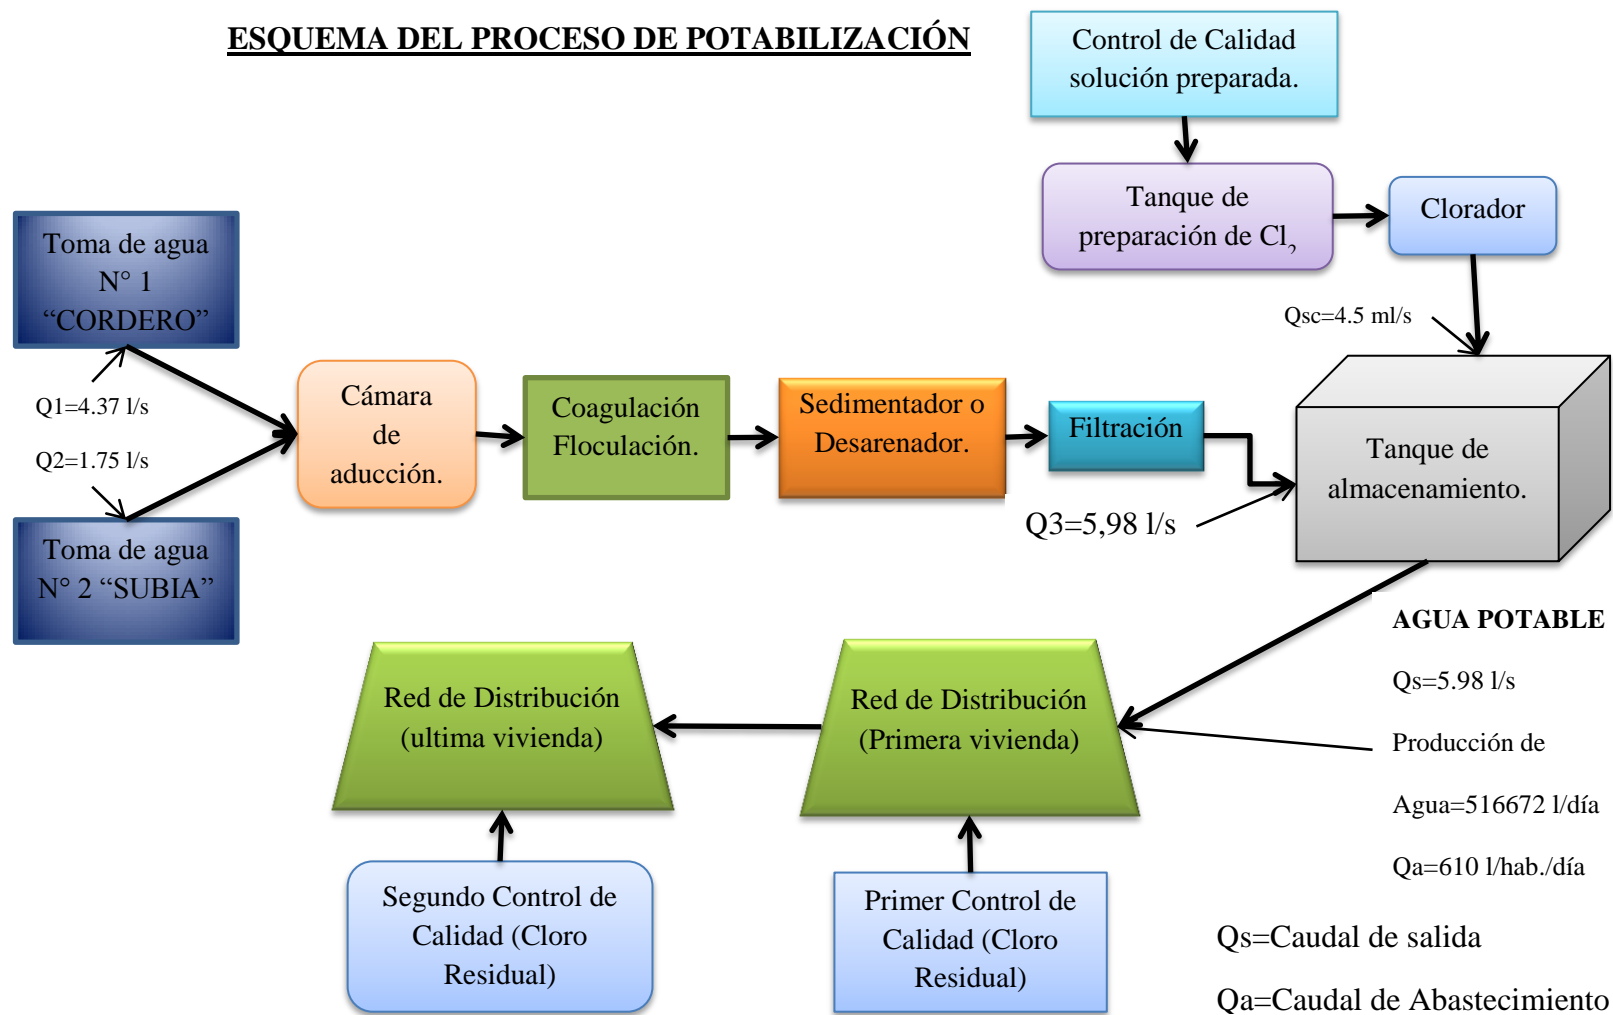 ESQUEMA DEL PROCESO DE POTABILIZACIÓN
Control de Calidad
solución preparada.
Tanque de
preparación de Cl2
Clorador
Toma de agua
N° 1
“CORDERO”
Qsc=4.5 ml/s
Q1=4.37 l/s
Q2=1.75 l/s
Cámara
de
aducción.
Coagulación
Floculación.
Sedimentador o
Desarenador.
Filtración
Tanque de
almacenamiento.
Q3=5,98 l/s
Toma de agua
N° 2 “SUBIA”
AGUA POTABLE
Qs=5.98 l/s
Producción de
Agua=516672 l/día
Qa=610 l/hab./día
Red de Distribución
(Primera vivienda)
Red de Distribución
(ultima vivienda)
Segundo Control de
Calidad (Cloro
Residual)
Primer Control de
Calidad (Cloro
Residual)
Qs=Caudal de salida
Qa=Caudal de Abastecimiento